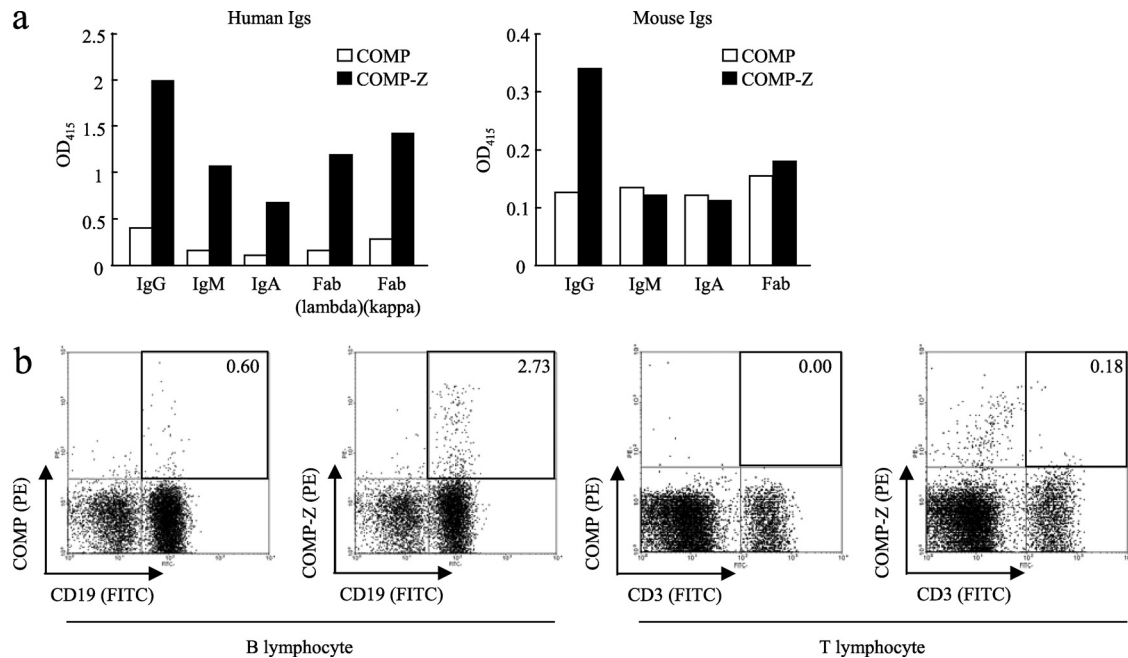 a
Human Igs
2.5
2
1.5
1
0.5
0
OD415
COMP
COMP-Z
IgG IgM IgA Fab Fab
(lambda)(kappa)
Mouse Igs
0.4
0.3
0.2
0.1
0
OD415
COMP
COMP-Z
IgG IgM IgA Fab
b
0.60
COMP (PE)
CD19 (FITC)
2.73
COMP-Z (PE)
CD19 (FITC)
0.00
COMP (PE)
CD3 (FITC)
0.18
COMP-Z (PE)
CD3 (FITC)
B lymphocyte
T lymphocyte